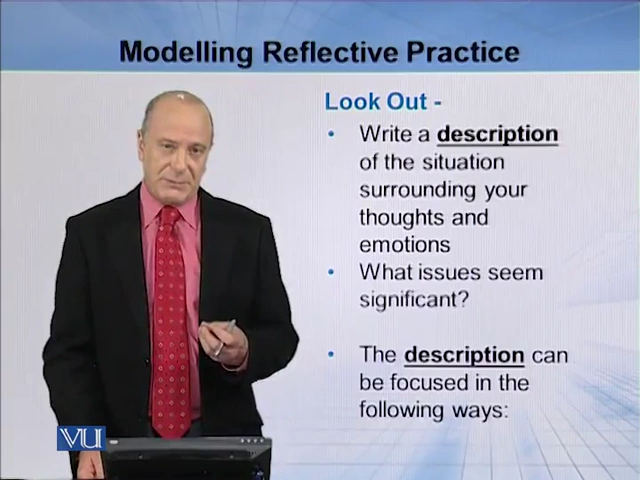 Modelling Reflective Practice
Look Out -
• Write a description
of the situation
surrounding your
thoughts and
emotions
• What issues seem
significant?
• The description can
be focused in the
following ways:
VU